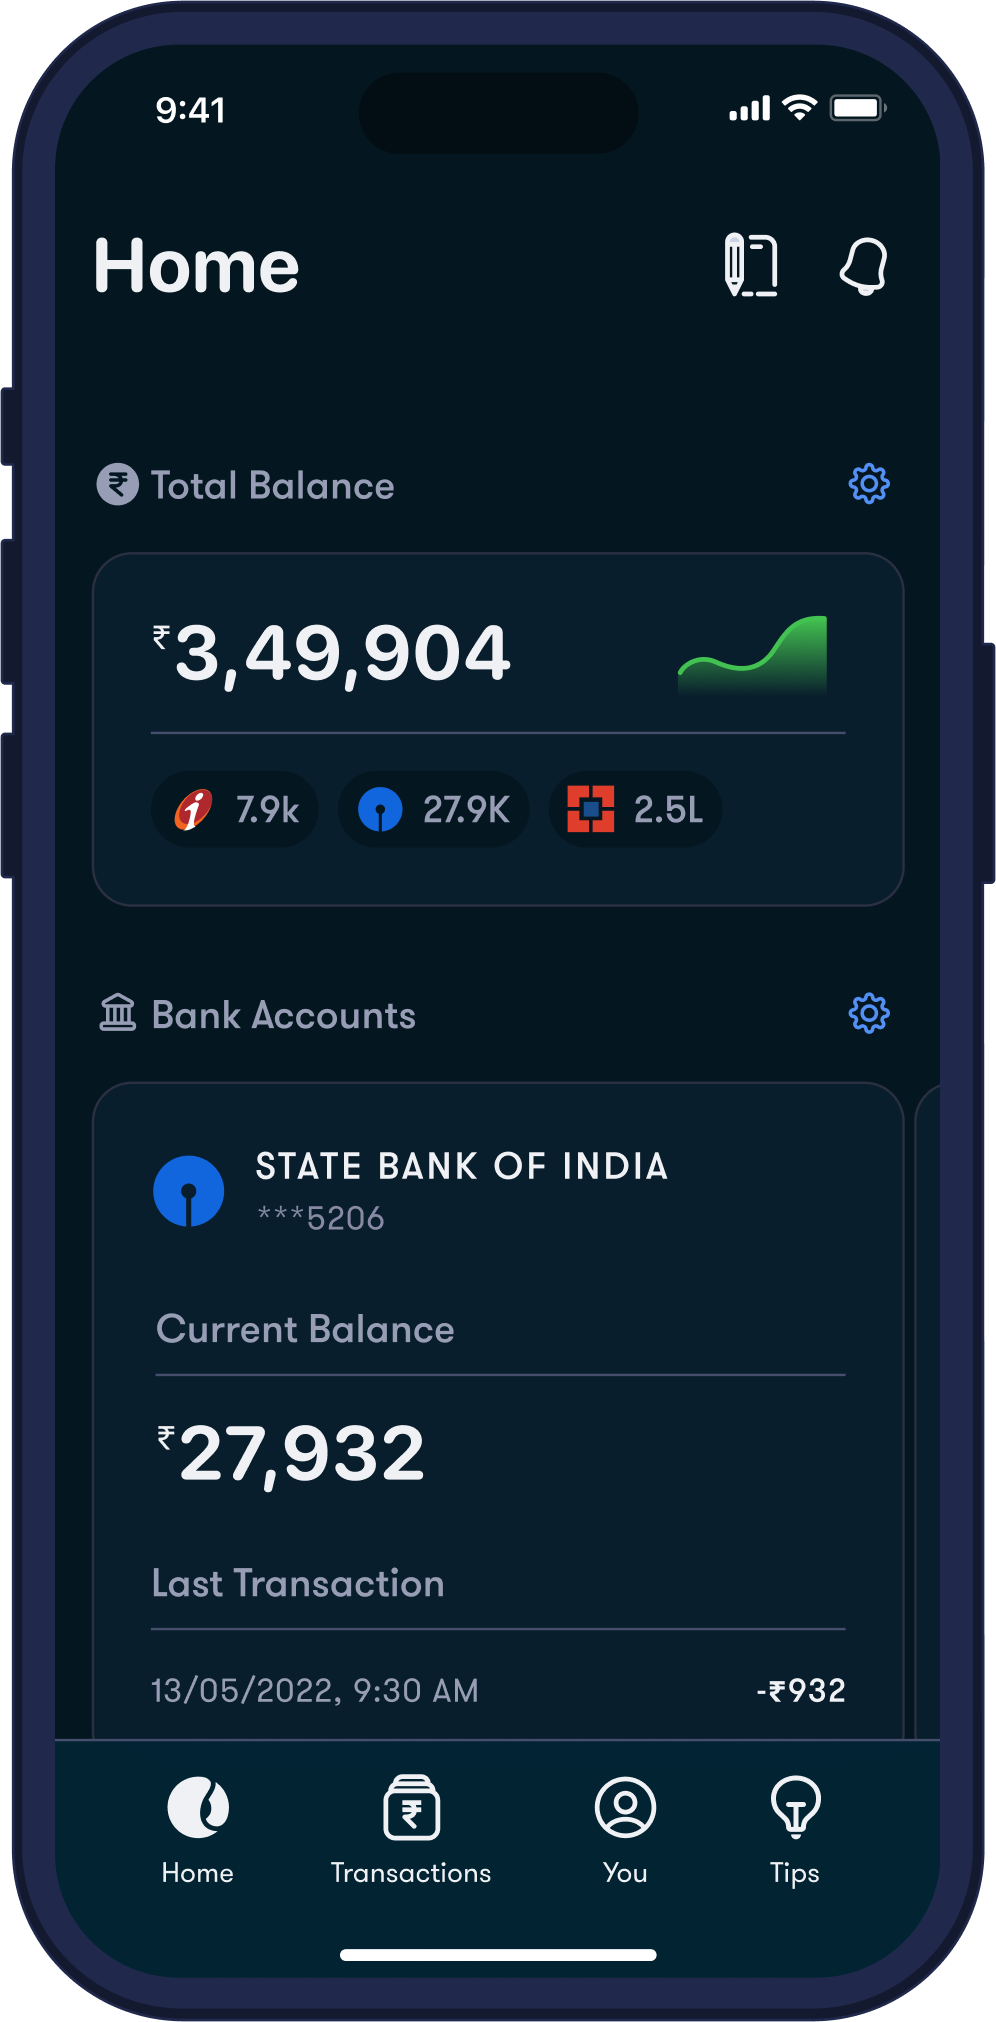 9:41
Home
₹ Total Balance
₹3,49,904
i 7.9k 27.9K 2.5L
Bank Accounts
STATE BANK OF INDIA
***5206
Current Balance
₹27,932
Last Transaction
13/05/2022, 9:30 AM -₹932
₹
Home Transactions You Tips